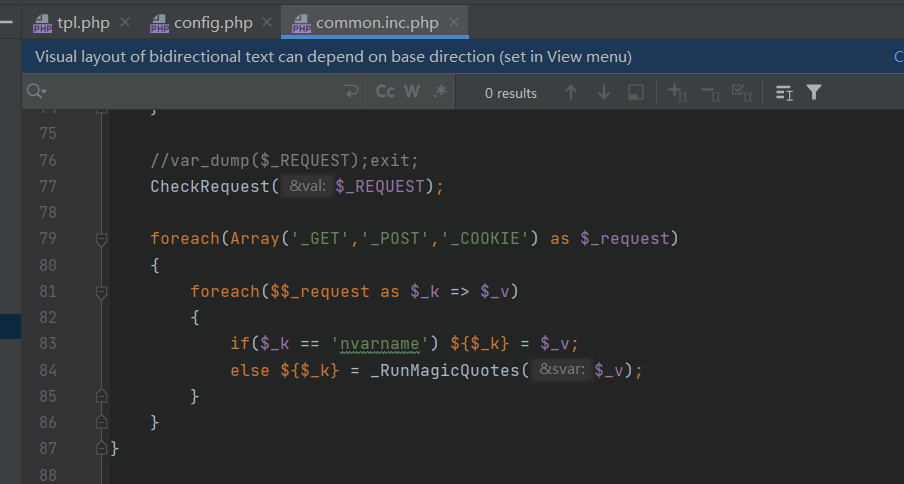 tpl.php config.php common.inc.php
Visual layout of bidirectional text can depend on base direction (set in View menu)
Cc W .* 0 results
75
76 //var_dump($_REQUEST);exit;
77 CheckRequest( &val: $_REQUEST);
78
79 foreach(Array('_GET','_POST','_COOKIE') as $_request)
80 {
81 foreach($$_request as $_k => $_v)
82 {
83 if($_k == 'nvarname') ${$_k} = $_v;
84 else ${$_k} = _RunMagicQuotes( &svar: $_v);
85 }
86 }
87 }
88